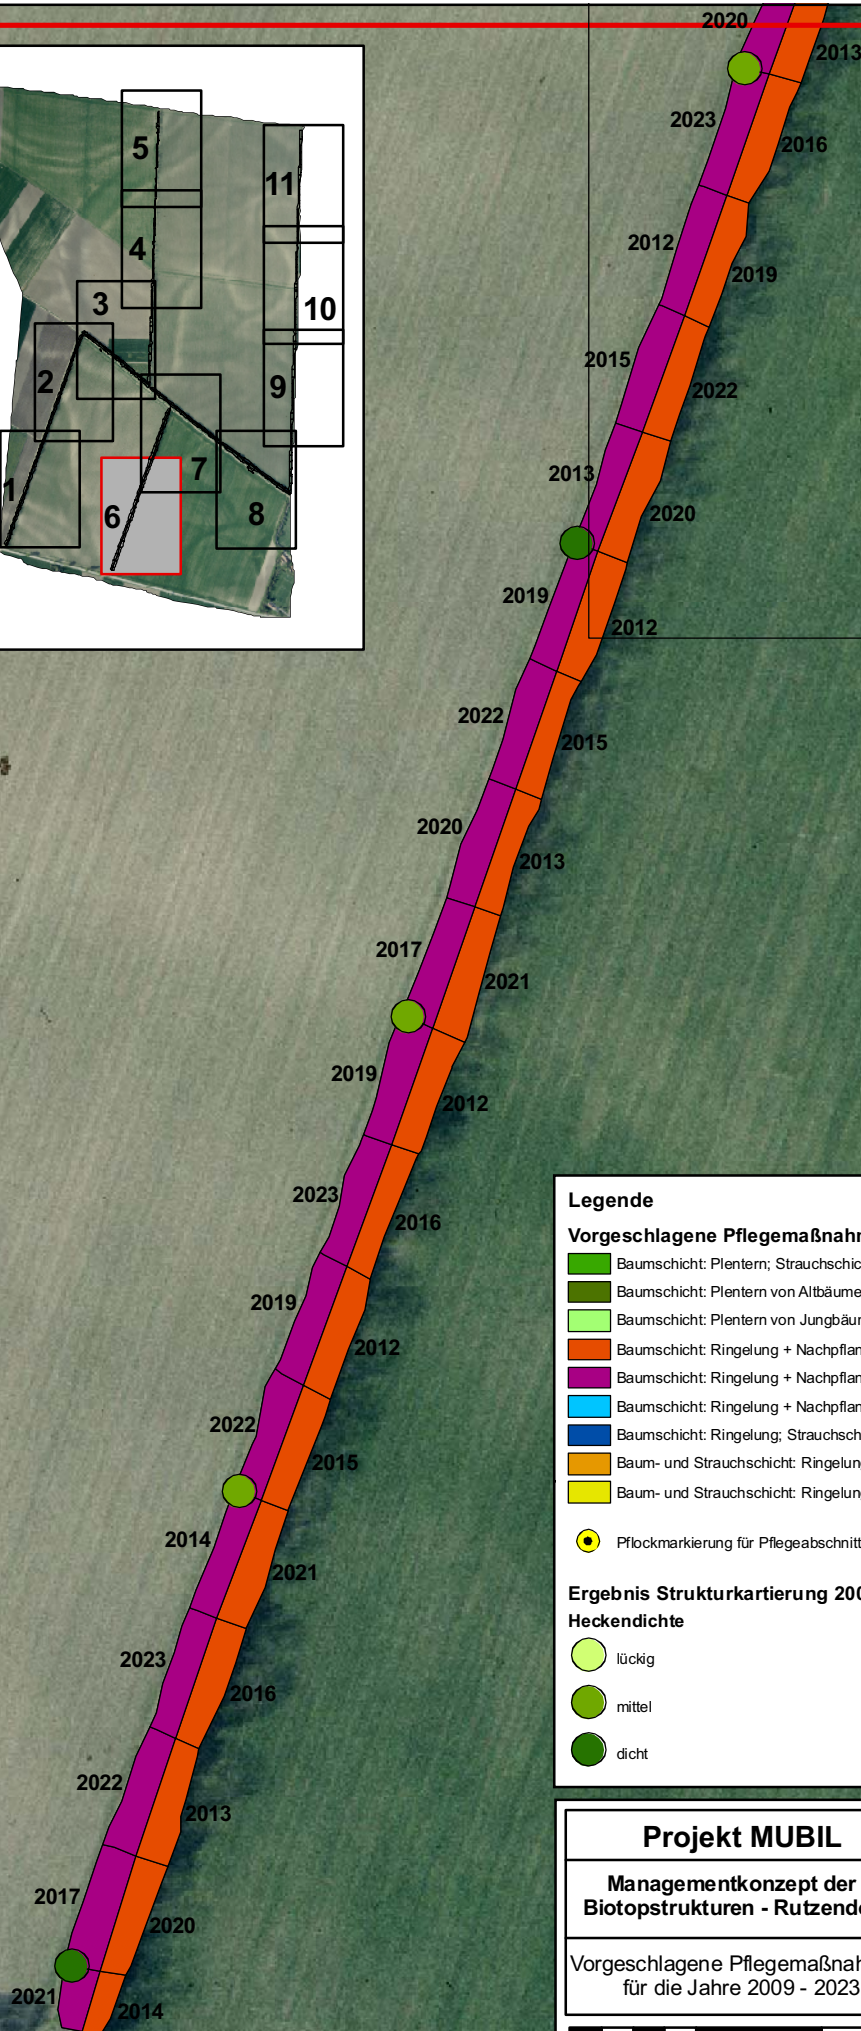 2020
2013
2023
2016
2012
2019
2015
2022
2013
2020
2019
2012
2022
2015
2020
2013
2017
2021
2019
2012
2023
2016
2019
2012
2022
2015
2014
2021
2023
2016
2022
2013
2017
2020
2021
2014
5
11
4
3
10
2
9
7
1
6
8
Legende
Vorgeschlagene Pflegemaßnahm
Baumschicht: Plentern; Strauchschic
Baumschicht: Plentern von Altbäume
Baumschicht: Plentern von Jungbäun
Baumschicht: Ringelung + Nachpflan
Baumschicht: Ringelung + Nachpflan
Baumschicht: Ringelung + Nachpflan
Baumschicht: Ringelung; Strauchsch
Baum- und Strauchschicht: Ringelung
Baum- und Strauchschicht: Ringelung
Pflockmarkierung für Pflegeabschnitt
Ergebnis Strukturkartierung 200
Heckendichte
lückig
mittel
dicht
Projekt MUBIL
Managementkonzept der
Biotopstrukturen - Rutzendo
Vorgeschlagene Pflegemaßnah
für die Jahre 2009 - 2023